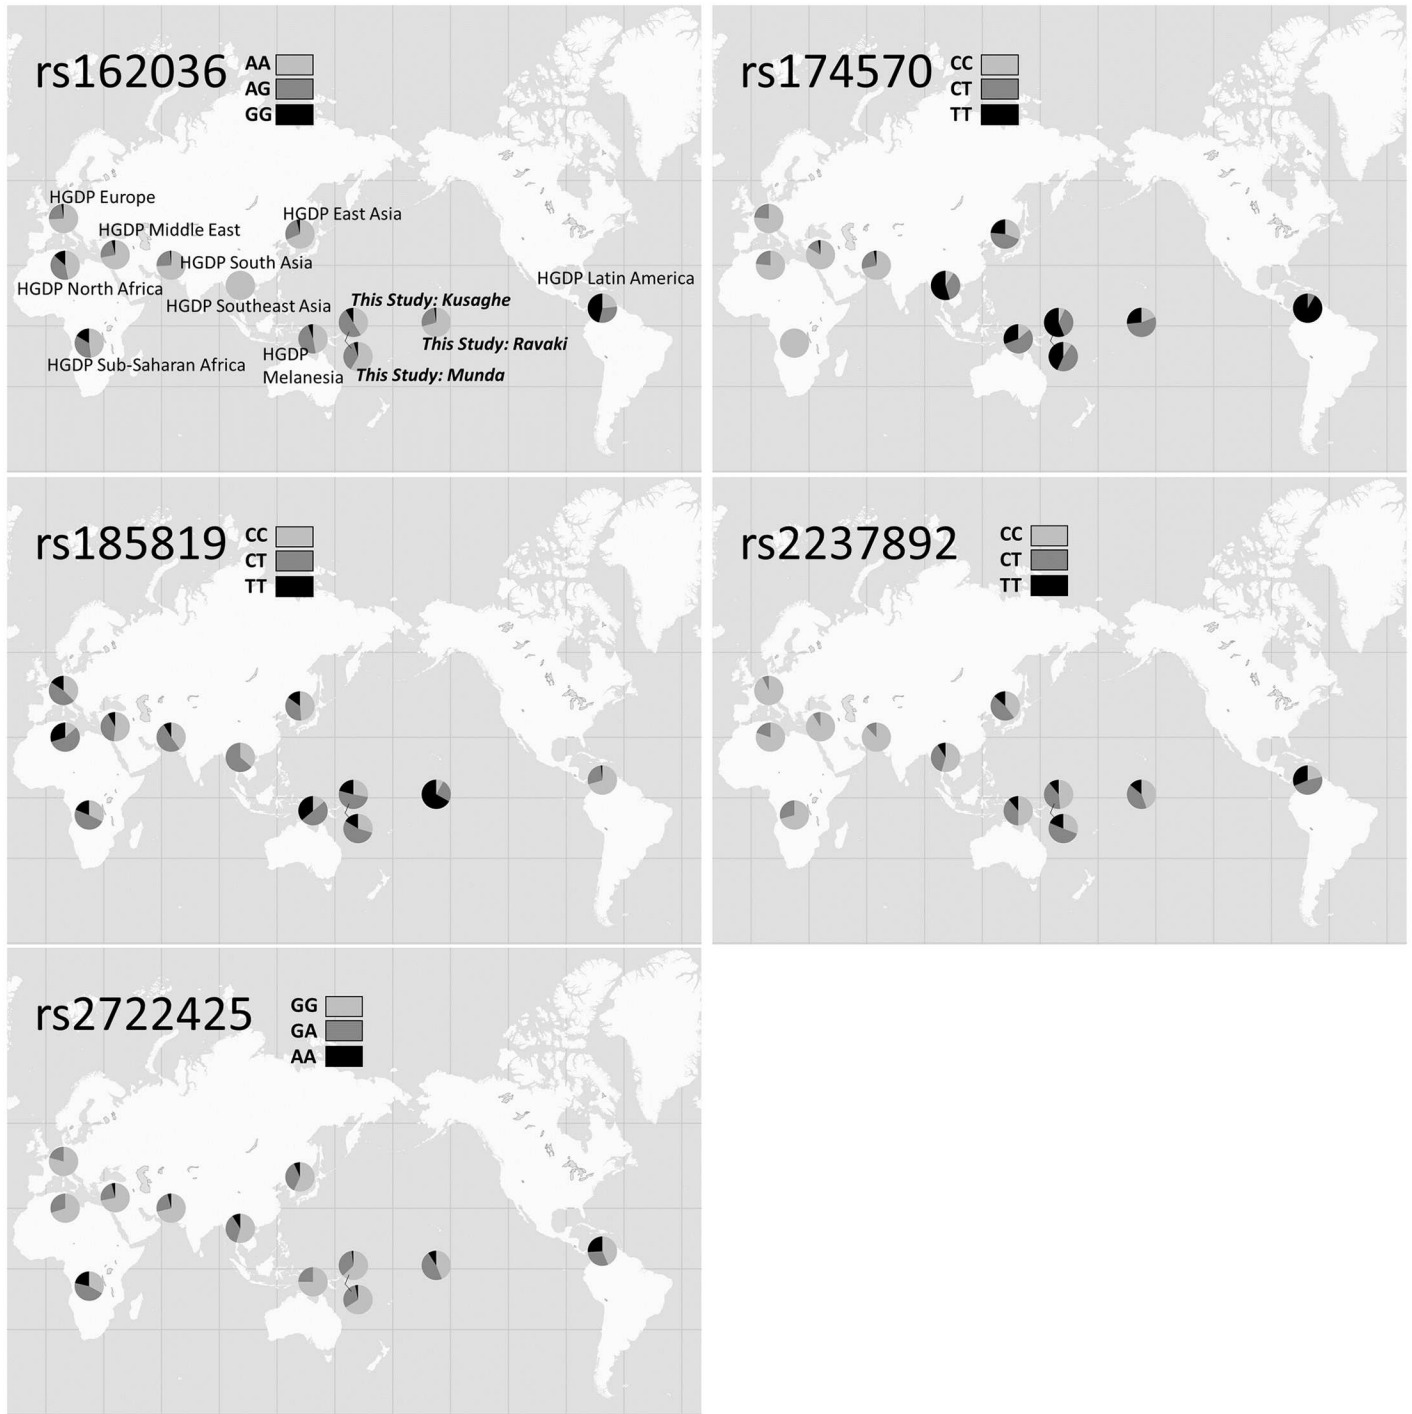 rs162036
AA
AG
GG
HGDP Europe
HGDP East Asia
HGDP Middle East
HGDP South Asia
HGDP Latin America
HGDP North Africa
HGDP Southeast Asia
This Study: Kusaghe
This Study: Ravaki
HGDP
Melanesia
HGDP Sub-Saharan Africa
This Study: Munda
rs174570
CC
CT
TT
rs185819
CC
CT
TT
rs2237892
CC
CT
TT
rs2722425
GG
GA
AA